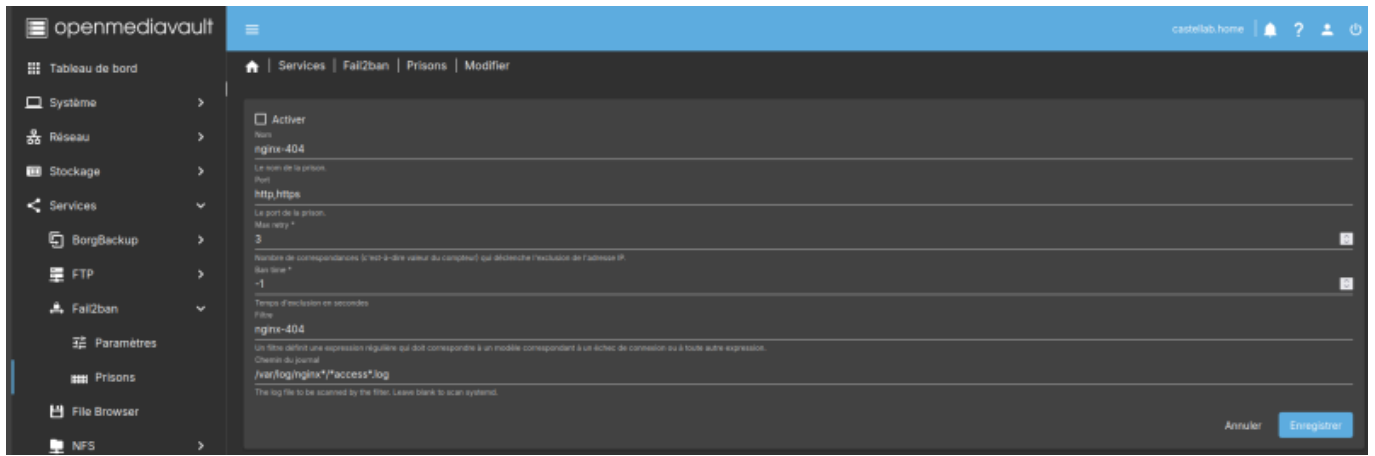 openmediavault
castellab.home | ?
Tableau de bord
| Services | Fail2ban | Prisons | Modifier
Système
Réseau
Stockage
Services
BorgBackup
FTP
Fail2ban
Paramètres
Prisons
File Browser
NFS
Activer
Nom
nginx-404
Le nom de la prison.
Port
http,https
Le port de la prison.
Max retry *
3
Nombre de correspondances (c'est-à-dire valeur du compteur) qui déclenche l'exclusion de l'adresse IP.
Ban time *
-1
Temps d'exclusion en secondes
Filtre
nginx-404
Un filtre définit une expression régulière qui doit correspondre à un modèle correspondant à un échec de connexion ou à toute autre expression.
Chemin du journal
/var/log/nginx*/*access*.log
The log file to be scanned by the filter. Leave blank to scan systemd.
Annuler Enregistrer